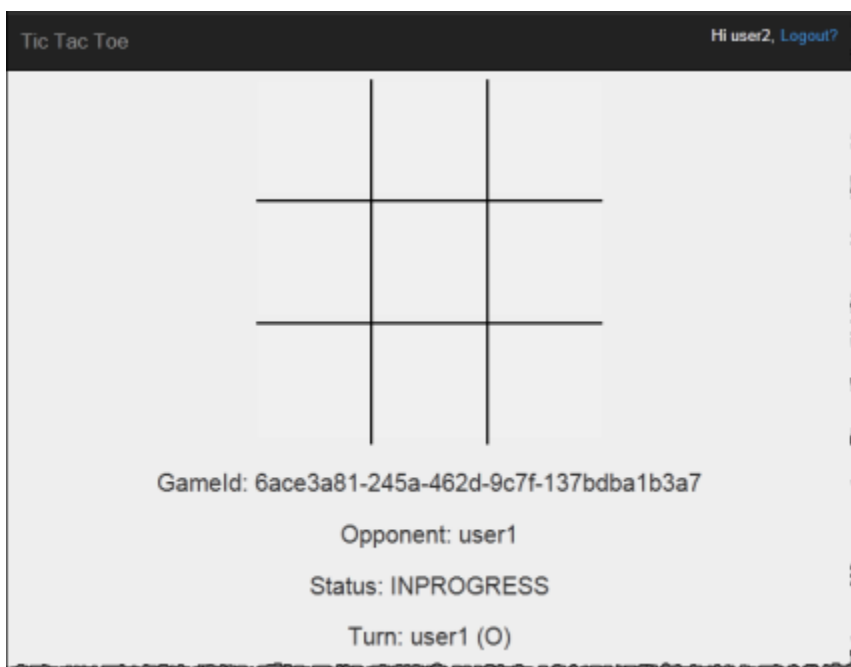 Tic Tac Toe
Hi user2, Logout?
GameId: 6ace3a81-245a-462d-9c7f-137bdba1b3a7
Opponent: user1
Status: INPROGRESS
Turn: user1 (O)